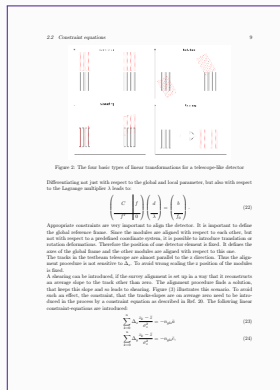 2.2 Constraint equations 9
Figure 2: The four basic types of linear transformations for a telescope-like detector
Differentiating not just with respect to the global and local parameter, but also with respect
to the Lagrange multiplier λ leads to:
(22)
Appropriate constraints are very important to align the detector. It is important to define
the global reference frame. Since the modules are aligned with respect to each other, but
not with respect to a predefined coordinate-system, it is possible to introduce translation or
rotation deformations. Therefore the position of one detector element is fixed. It defines the
axes of the global frame and the other modules are aligned with respect to this one.
The tracks in the testbeam telescope are almost parallel to the z direction. Thus the align-
ment procedure is not sensitive to Δz. To avoid wrong scaling the z position of the modules
is fixed.
A shearing can be introduced, if the survey alignment is set up in a way that it reconstructs
an average slope to the track other than zero. The alignment procedure finds a solution,
that keeps this slope and so leads to shearing. Figure (3) illustrates this scenario. To avoid
such an effect, the constraint, that the tracks-slopes are on average zero need to be intro-
duced in the process by a constraint equation as described in Ref. 20. The following linear
constraint-equations are introduced:
(23)
(24)